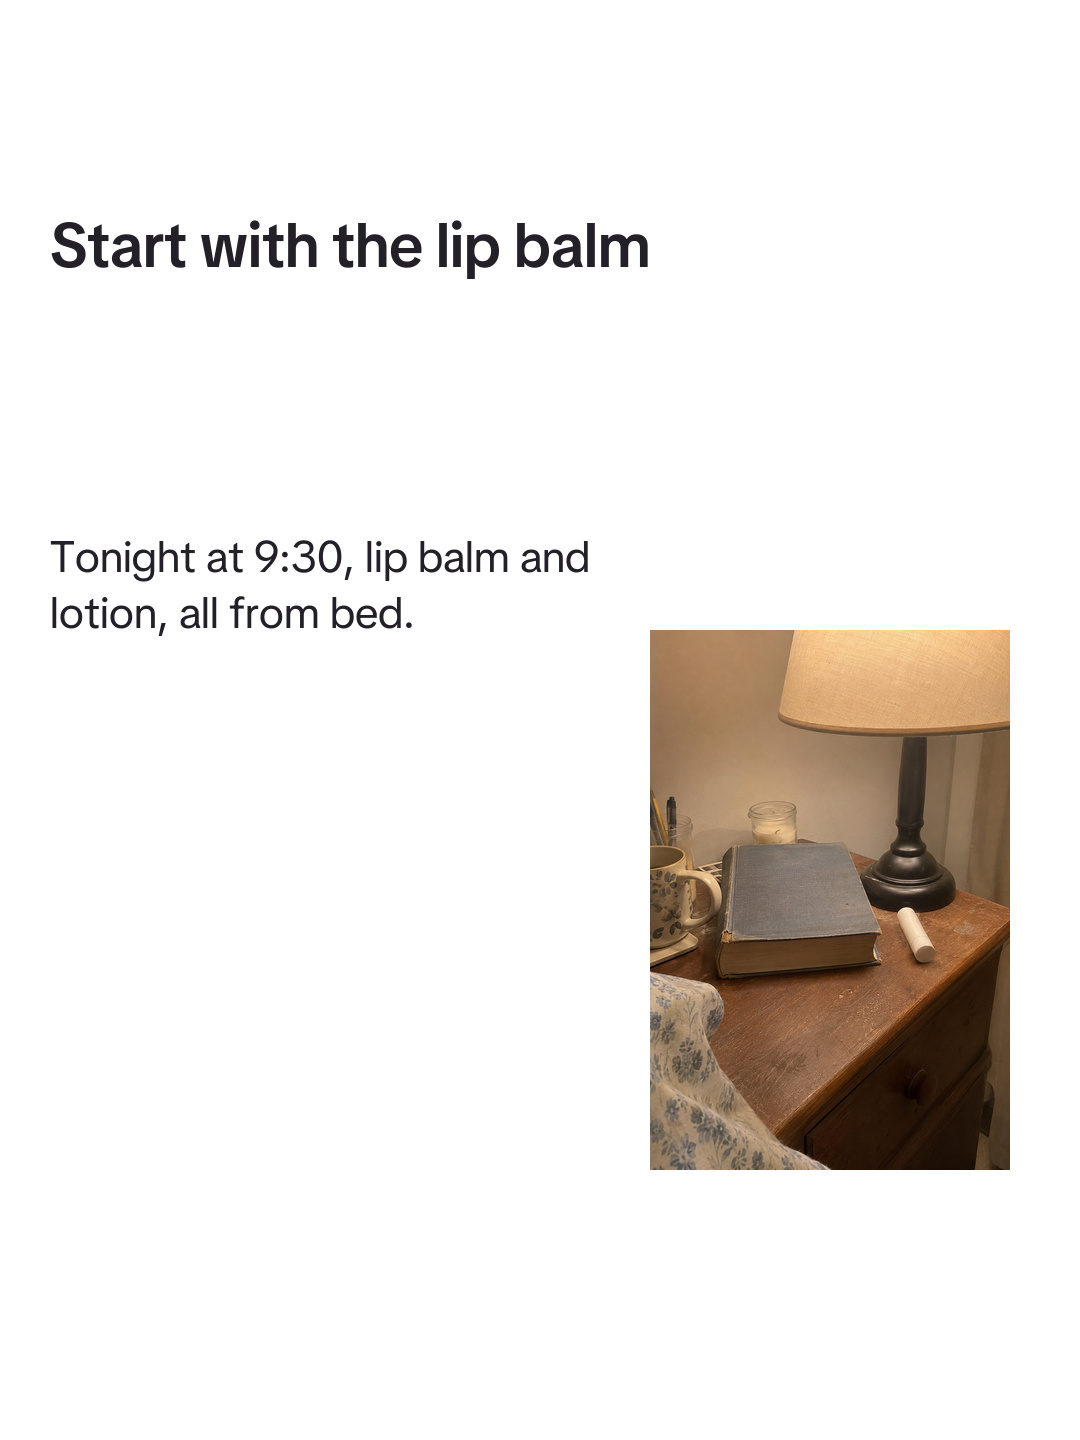 Start with the lip balm
Tonight at 9:30, lip balm and
lotion, all from bed.